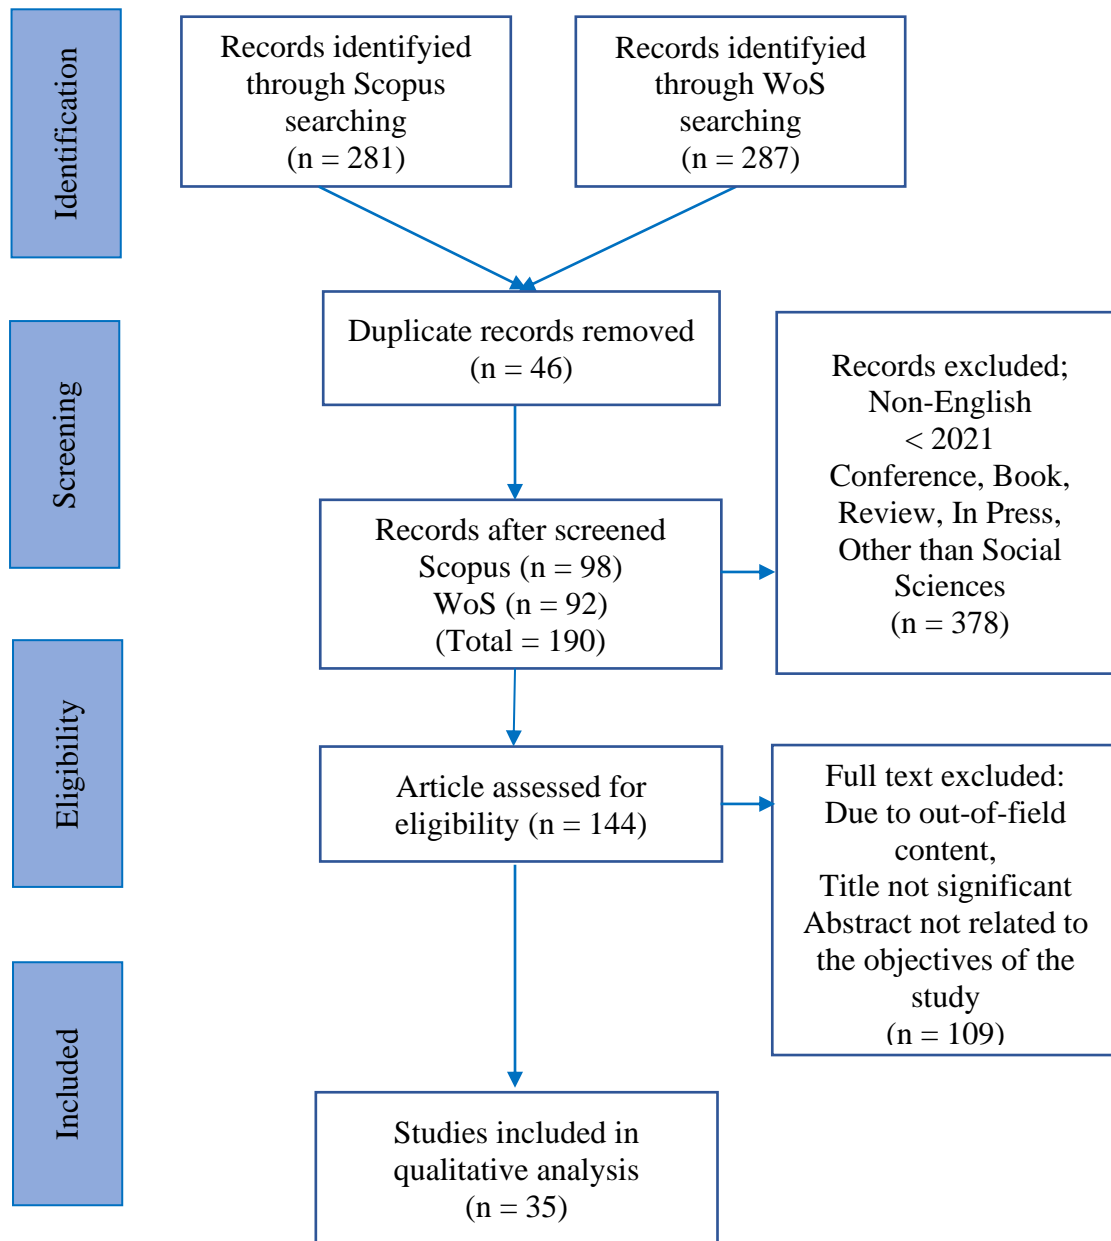 Identification
Records identifyied
through Scopus
searching
(n = 281)
Records identifyied
through WoS
searching
(n = 287)
Screening
Duplicate records removed
(n = 46)
Records after screened
Scopus (n = 98)
WoS (n = 92)
(Total = 190)
Records excluded;
Non-English
< 2021
Conference, Book,
Review, In Press,
Other than Social
Sciences
(n = 378)
Eligibility
Article assessed for
eligibility (n = 144)
Full text excluded:
Due to out-of-field
content,
Title not significant
Abstract not related to
the objectives of the
study
(n = 109)
Included
Studies included in
qualitative analysis
(n = 35)